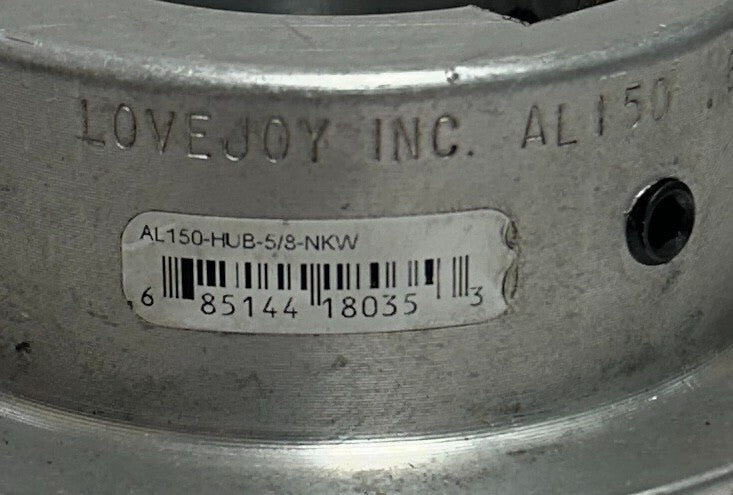 LOVEJOY INC. AL150
AL150-HUB-5/8-NKW
6 85144 18035 3